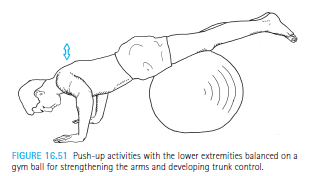 FIGURE 16.51 Push-up activities with the lower extremities balanced on a
gym ball for strengthening the arms and developing trunk control.